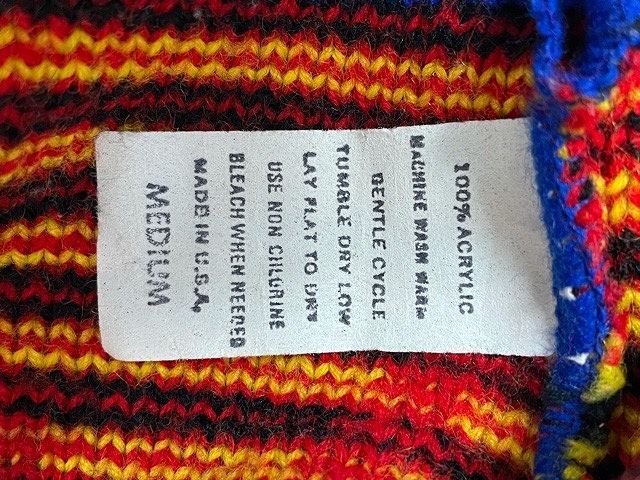 100% ACRYLIC
MACHINE WASH WARM
GENTLE CYCLE
TUMBLE DRY LOW.
LAY FLAT TO DRY
USE NON CHLORINE
BLEACH WHEN NEEDED
MADE IN U.S.A.
MEDIUM